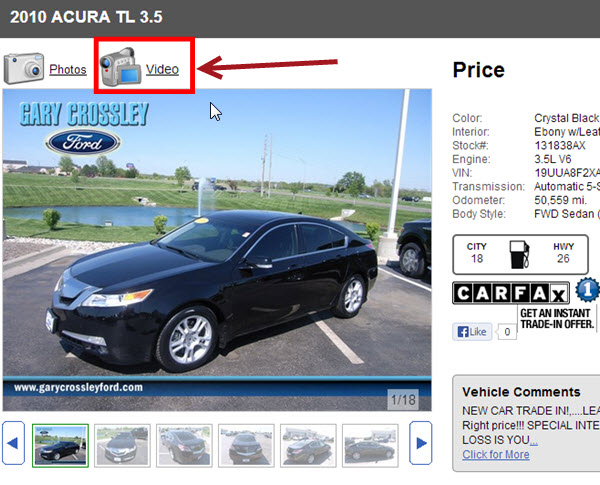 2010 ACURA TL 3.5
Photos
Video
GARY CROSSLEY
Ford
www.garycrossleyford.com
1/18
Price
Color: Crystal Black
Interior: Ebony w/Leat
Stock#: 131838AX
Engine: 3.5L V6
VIN: 19UUA8F2XA
Transmission: Automatic 5-S
Odometer: 50,559 mi.
Body Style: FWD Sedan (
CITY
18
HWY
26
CARFAX
1
GET AN INSTANT
TRADE-IN OFFER.
Like
0
Vehicle Comments
NEW CAR TRADE IN!,....LEA
Right price!!! SPECIAL INTE
LOSS IS YOU...
Click for More